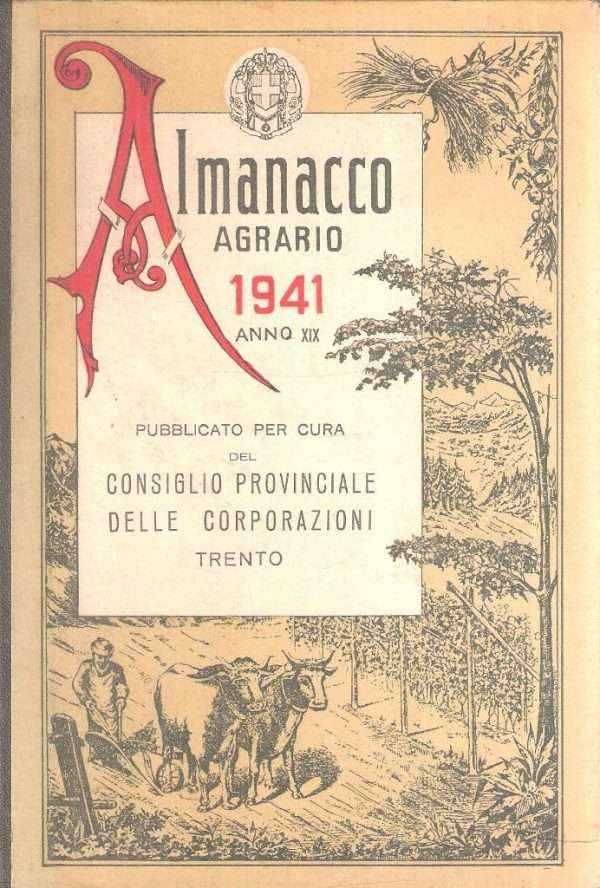 Almanacco
AGRARIO
1941
ANNO XIX
PUBBLICATO PER CURA
DEL
CONSIGLIO PROVINCIALE
DELLE CORPORAZIONI
TRENTO